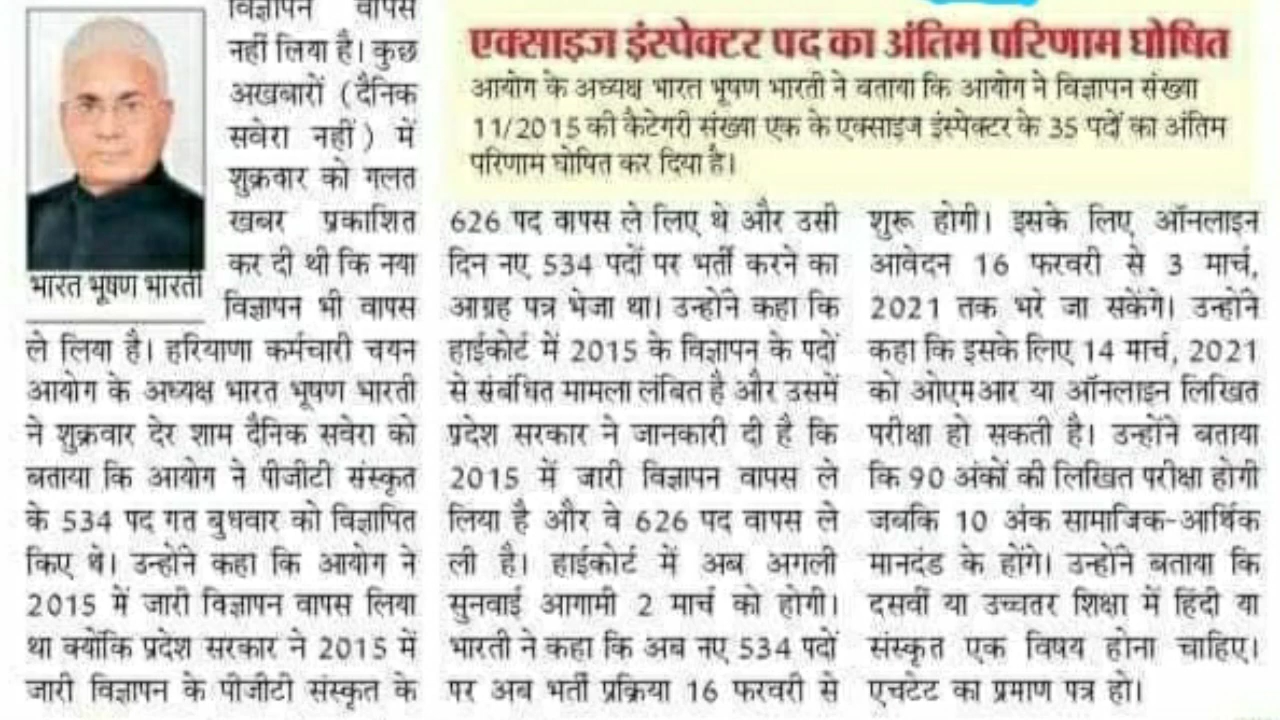 विज्ञापन वापस
नहीं लिया है। कुछ
अखबारों (दैनिक
सवेरा नहीं) में
शुक्रवार को गलत
खबर प्रकाशित
कर दी थी कि नया
विज्ञापन भी वापस
भारत भूषण भारती
ले लिया है। हरियाणा कर्मचारी चयन
आयोग के अध्यक्ष भारत भूषण भारती
ने शुक्रवार देर शाम दैनिक सवेरा को
बताया कि आयोग ने पीजीटी संस्कृत
के 534 पद गत बुधवार को विज्ञापित
किए थे। उन्होंने कहा कि आयोग ने
2015 में जारी विज्ञापन वापस लिया
था क्योंकि प्रदेश सरकार ने 2015 में
जारी विज्ञापन के पीजीटी संस्कृत के
एक्साइज इंस्पेक्टर पद का अंतिम परिणाम घोषित
आयोग के अध्यक्ष भारत भूषण भारती ने बताया कि आयोग ने विज्ञापन संख्या
11/2015 की कैटेगरी संख्या एक के एक्साइज इंस्पेक्टर के 35 पदों का अंतिम
परिणाम घोषित कर दिया है।
626 पद वापस ले लिए थे और उसी
दिन नए 534 पदों पर भर्ती करने का
आग्रह पत्र भेजा था। उन्होंने कहा कि
हाईकोर्ट में 2015 के विज्ञापन के पदों
से संबंधित मामला लंबित है और उसमें
प्रदेश सरकार ने जानकारी दी है कि
2015 में जारी विज्ञापन वापस ले
लिया है और वे 626 पद वापस ले
ली है। हाईकोर्ट में अब अगली
सुनवाई आगामी 2 मार्च को होगी।
भारती ने कहा कि अब नए 534 पदों
पर अब भर्ती प्रक्रिया 16 फरवरी से
शुरू होगी। इसके लिए ऑनलाइन
आवेदन 16 फरवरी से 3 मार्च,
2021 तक भरे जा सकेंगे। उन्होंने
कहा कि इसके लिए 14 मार्च, 2021
को ओएमआर या ऑनलाइन लिखित
परीक्षा हो सकती है। उन्होंने बताया
कि 90 अंकों की लिखित परीक्षा होगी
जबकि 10 अंक सामाजिक-आर्थिक
मानदंड के होंगे। उन्होंने बताया कि
दसवीं या उच्चतर शिक्षा में हिंदी या
संस्कृत एक विषय होना चाहिए।
एचटेट का प्रमाण पत्र हो।